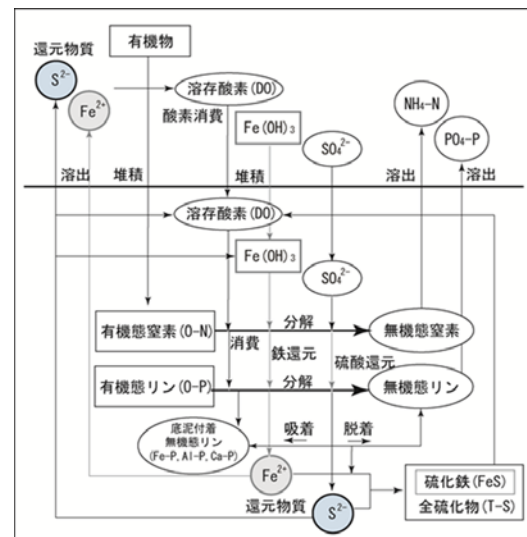 還元物質
有機物
S2-
Fe2+
溶存酸素(DO)
酸素消費
Fe(OH)3
SO42-
NH4-N
PO4-P
溶出
堆積
堆積
溶出
溶出
溶存酸素(DO)
Fe(OH)3
SO42-
有機態窒素(O-N)
分解
無機態窒素
消費
鉄還元
硫酸還元
有機態リン(O-P)
分解
無機態リン
底泥付着
無機態リン
(Fe-P, Al-P, Ca-P)
吸着
脱着
Fe2+
還元物質
S2-
硫化鉄(FeS)
全硫化物(T-S)